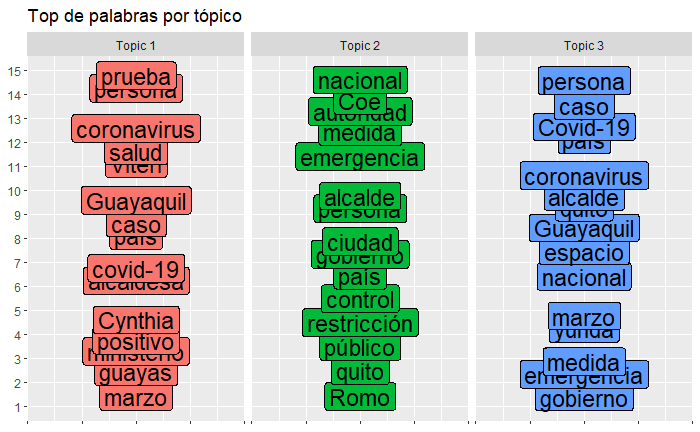 Top de palabras por tópico
Topic 1
Topic 2
Topic 3
15
14
13
12
11
10
9
8
7
6
5
4
3
2
1
prueba
persona
coronavirus
salud
viteri
Guayaquil
caso
país
covid-19
alcaldesa
Cynthia
positivo
ministerio
guayas
marzo
nacional
Coe
autoridad
medida
emergencia
alcalde
persona
ciudad
gobierno
país
control
restricción
público
quito
Romo
persona
caso
Covid-19
país
coronavirus
alcalde
quito
Guayaquil
espacio
nacional
marzo
yunda
medida
emergencia
gobierno